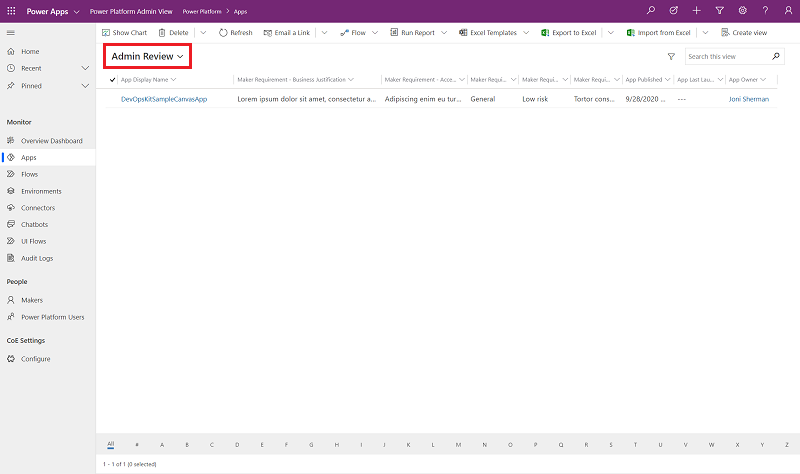 Power Apps Power Platform Admin View Power Platform > Apps
Show Chart Delete Refresh Email a Link Flow Run Report Excel Templates Export to Excel Import from Excel Create view
Home
Recent
Pinned
Monitor
Overview Dashboard
Apps
Flows
Environments
Connectors
Chatbots
UI Flows
Audit Logs
People
Makers
Power Platform Users
CoE Settings
Configure
Admin Review
Search this view
App Display Name Maker Requirement - Business Justification Maker Requirement - Acce... Maker Requi... Maker Requi... Maker Requi... App Published App Last Lau... App Owner
DevOpsKitSampleCanvasApp Lorem ipsum dolor sit amet, consectetur a... Adipiscing enim eu tur... General Low risk Tortor cons... 9/28/2020 ... --- Joni Sherman
All # A B C D E F G H I J K L M N O P Q R S T U V W X Y Z
1 - 1 of 1 (0 selected)